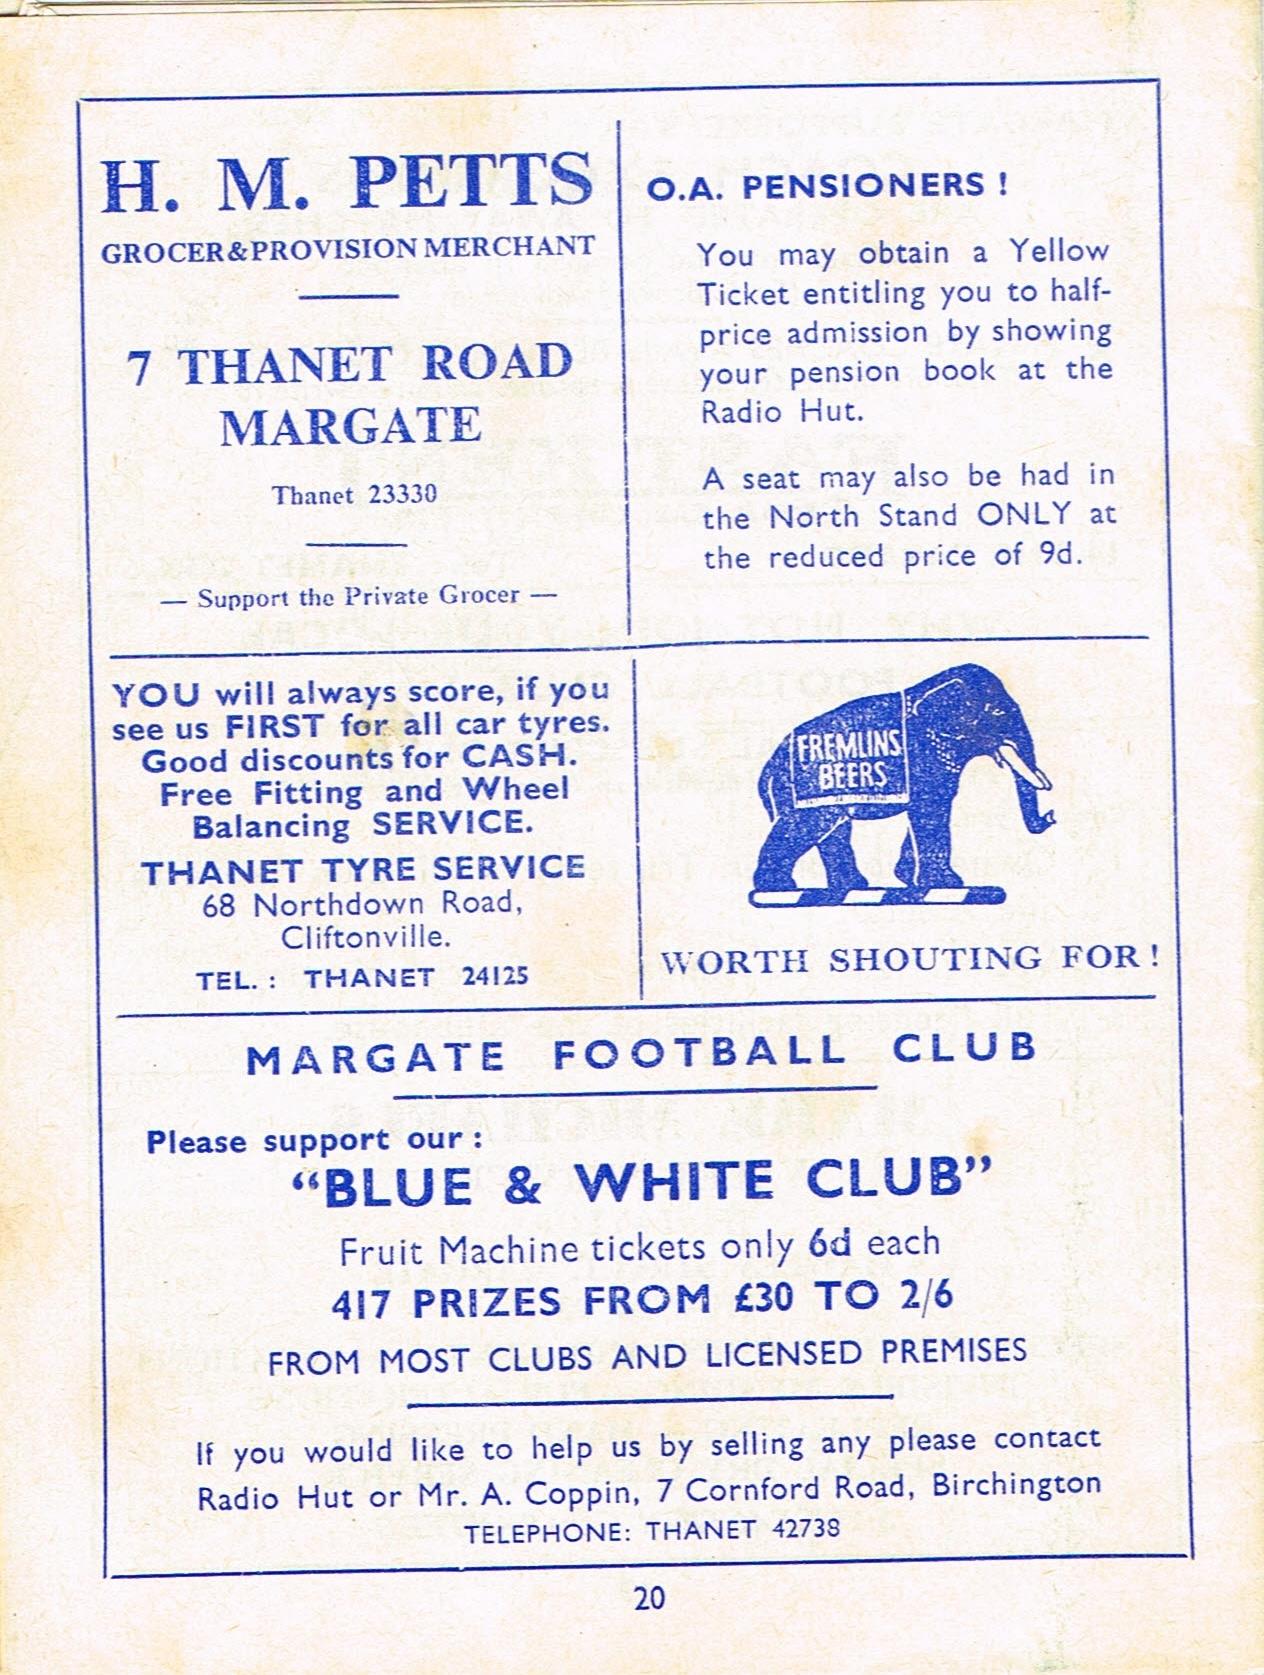 H. M. PETTS
GROCER & PROVISION MERCHANT
7 THANET ROAD
MARGATE
Thanet 23330
— Support the Private Grocer —
O.A. PENSIONERS !
You may obtain a Yellow
Ticket entitling you to half-
price admission by showing
your pension book at the
Radio Hut.
A seat may also be had in
the North Stand ONLY at
the reduced price of 9d.
YOU will always score, if you
see us FIRST for all car tyres.
Good discounts for CASH.
Free Fitting and Wheel
Balancing SERVICE.
THANET TYRE SERVICE
68 Northdown Road,
Cliftonville.
TEL. : THANET 24125
FREMLINS
BEERS
WORTH SHOUTING FOR !
MARGATE FOOTBALL CLUB
Please support our :
“BLUE & WHITE CLUB”
Fruit Machine tickets only 6d each
417 PRIZES FROM £30 TO 2/6
FROM MOST CLUBS AND LICENSED PREMISES
If you would like to help us by selling any please contact
Radio Hut or Mr. A. Coppin, 7 Cornford Road, Birchington
TELEPHONE: THANET 42738
20